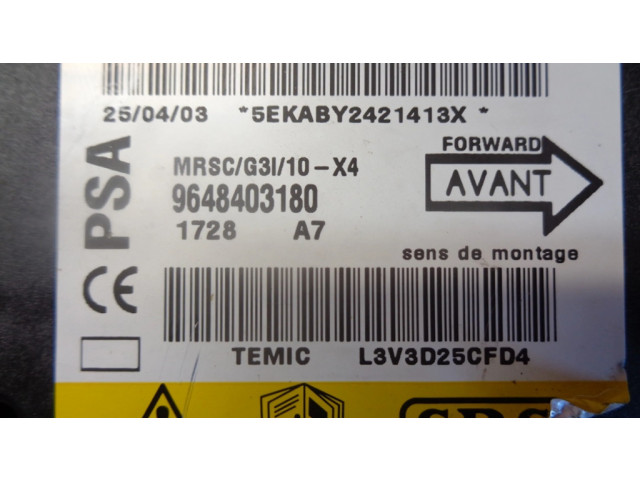 25/04/03 *5EKABY2421413X *
PSA
MRSC/G3I/10-X4
9648403180
1728 A7
FORWARD
AVANT
sens de montage
CE
TEMIC L3V3D25CFD4
SRS